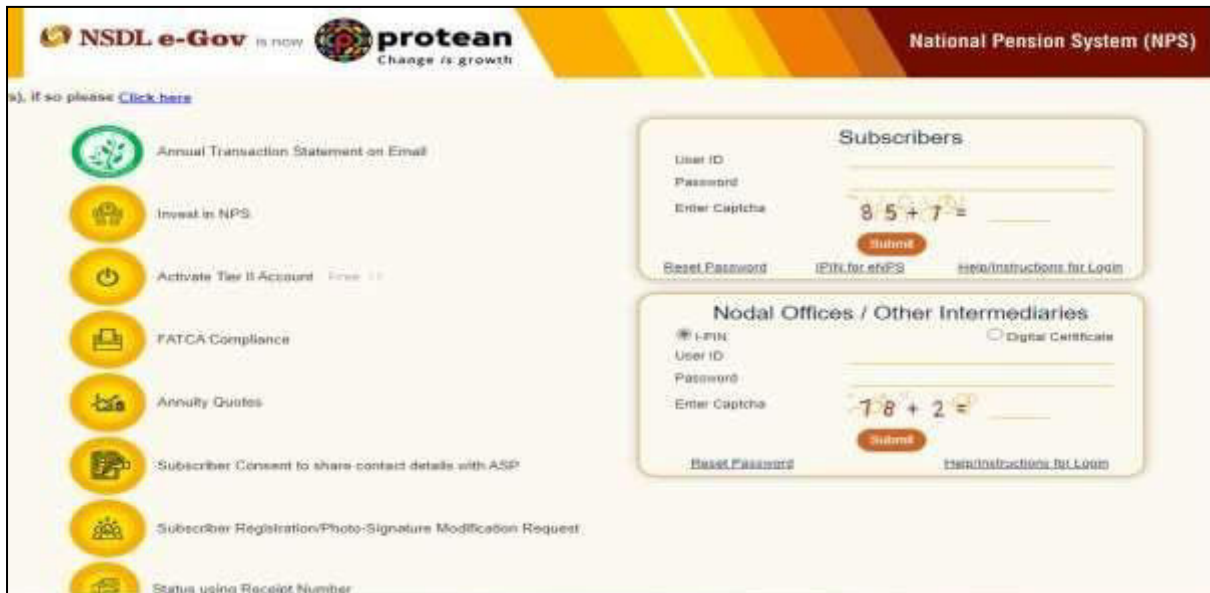 NSDL e-Gov is now protean
Change is growth
National Pension System (NPS)
s), if so please Click here
Annual Transaction Statement on Email
Invest in NPS
Activate Tier II Account Free
FATCA Compliance
Annuity Quotes
Subscriber Consent to share contact details with ASP
Subscriber Registration/Photo-Signature Modification Request
Status using Receipt Number
Subscribers
User ID
Password
Enter Captcha 85+7=
Submit
Reset Password IPIN for eNPS Help/Instructions for Login
Nodal Offices / Other Intermediaries
I-PIN Digital Certificate
User ID
Password
Enter Captcha 78+2=
Submit
Reset Password Help/Instructions for Login